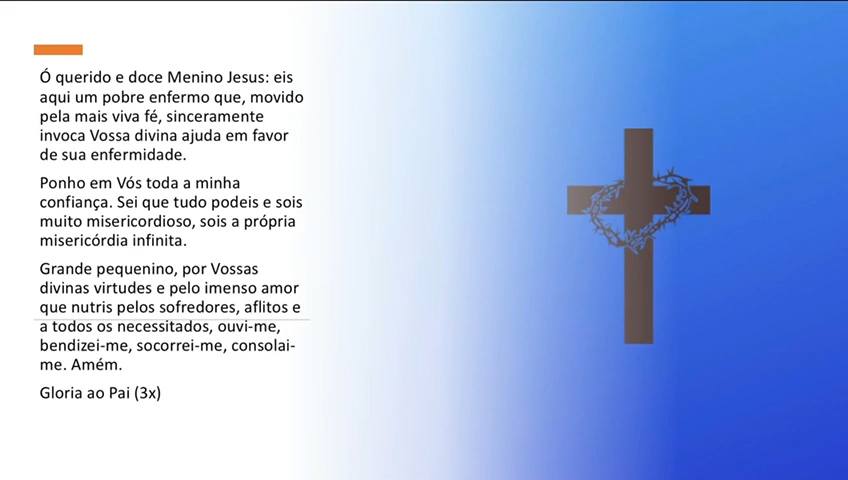 Ó querido e doce Menino Jesus: eis
aqui um pobre enfermo que, movido
pela mais viva fé, sinceramente
invoca Vossa divina ajuda em favor
de sua enfermidade.
Ponho em Vós toda a minha
confiança. Sei que tudo podeis e sois
muito misericordioso, sois a própria
misericórdia infinita.
Grande pequenino, por Vossas
divinas virtudes e pelo imenso amor
que nutris pelos sofredores, aflitos e
a todos os necessitados, ouvi-me,
bendizei-me, socorrei-me, consolai-
me. Amém.
Gloria ao Pai (3x)